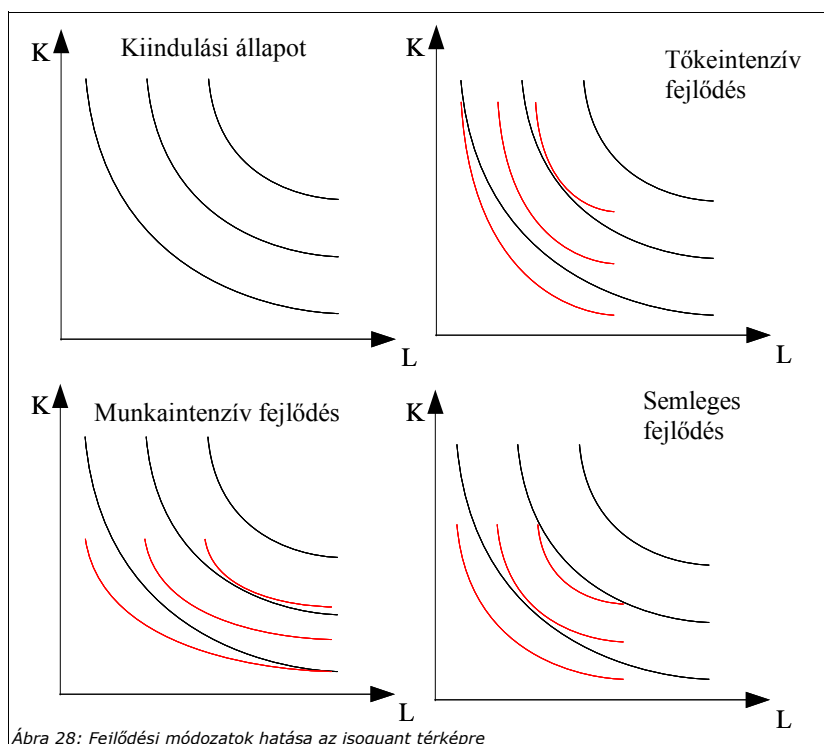 K
Kiindulási állapot
L
K
Tőkeintenzív
fejlődés
L
K
Munkaintenzív fejlődés
L
K
Semleges
fejlődés
L
Ábra 28: Fejlődési módozatok hatása az isoquant térképre